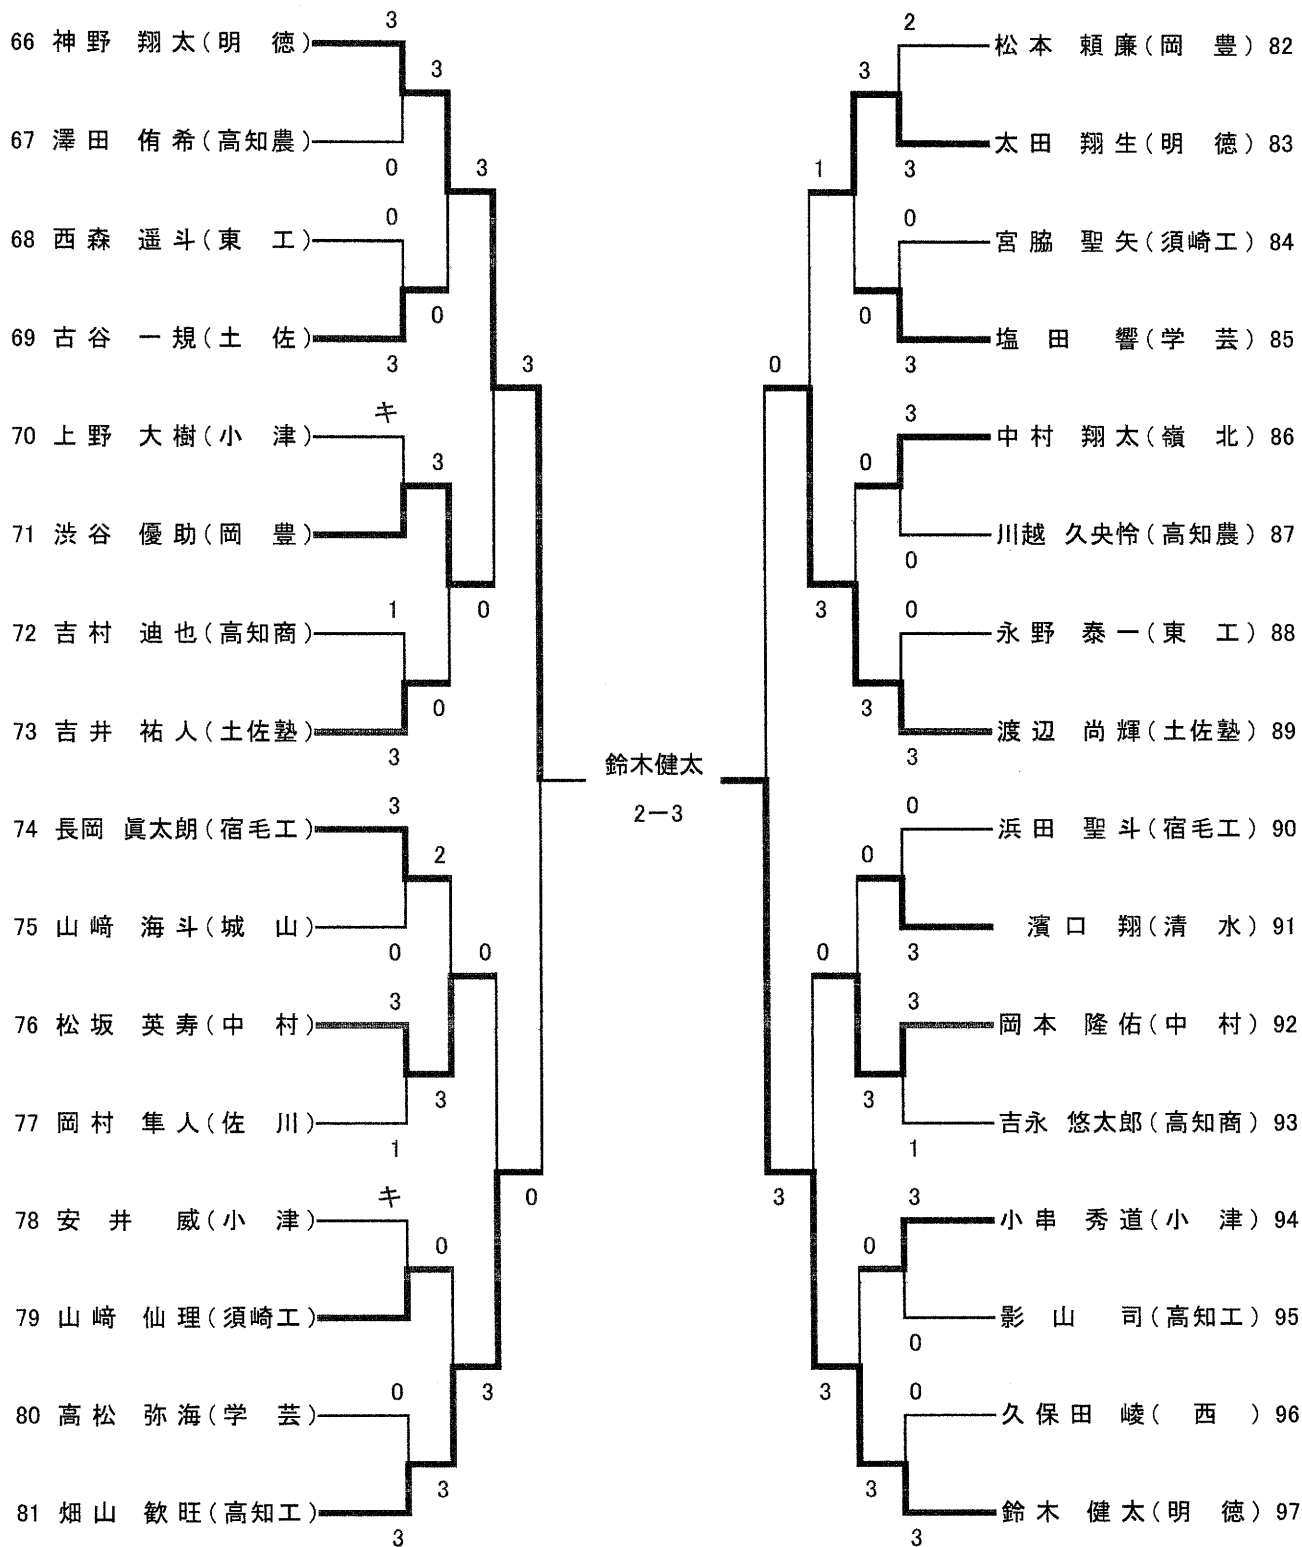 3
66 神野 翔太(明 徳)
3
67 澤田 侑希(高知農)
0
3
0
68 西森 遥斗(東 工)
0
69 古谷 一規(土 佐)
3
3
キ
70 上野 大樹(小 津)
3
71 渋谷 優助(岡 豊)
1
0
72 吉村 迪也(高知商)
0
73 吉井 祐人(土佐塾)
3
3
74 長岡 眞太朗(宿毛工)
2
75 山﨑 海斗(城 山)
0
0
3
76 松坂 英寿(中 村)
3
77 岡村 隼人(佐 川)
1
キ
0
78 安井 威(小 津)
0
79 山﨑 仙理(須崎工)
0
3
80 高松 弥海(学 芸)
3
81 畑山 歓旺(高知工)
3
鈴木健太
2－3
2
松本 頼廉(岡 豊) 82
3
太田 翔生(明 徳) 83
1
3
0
宮脇 聖矢(須崎工) 84
0
塩田 響(学 芸) 85
0
3
3
中村 翔太(嶺 北) 86
0
川越 久央怜(高知農) 87
0
3
0
永野 泰一(東 工) 88
3
渡辺 尚輝(土佐塾) 89
3
0
浜田 聖斗(宿毛工) 90
0
濱口 翔(清 水) 91
0
3
3
岡本 隆佑(中 村) 92
3
吉永 悠太郎(高知商) 93
1
3
3
小串 秀道(小 津) 94
0
影山 司(高知工) 95
0
3
0
久保田 崚( 西 ) 96
3
鈴木 健太(明 徳) 97
3